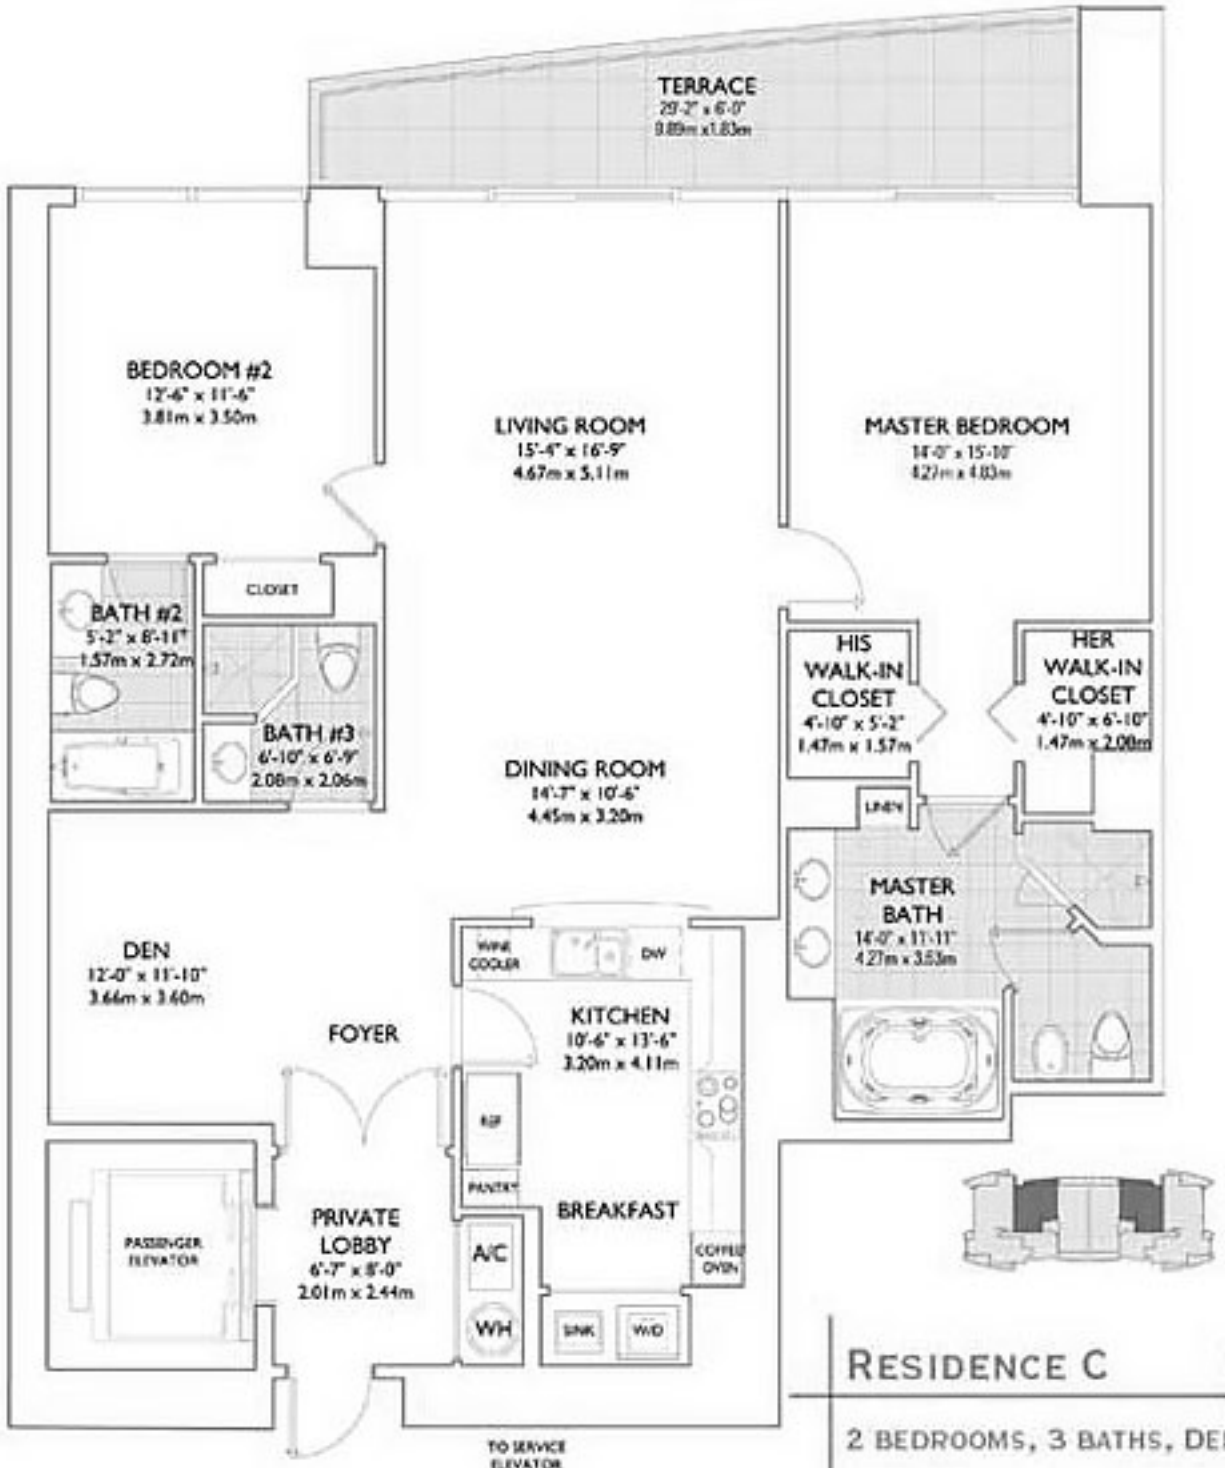 TERRACE
29'-2" x 6'-0"
8.89m x 1.83m
BEDROOM #2
12'-6" x 11'-6"
3.81m x 3.50m
LIVING ROOM
15'-4" x 16'-9"
4.67m x 5.11m
MASTER BEDROOM
14'-0" x 15'-10"
4.27m x 4.83m
CLOSET
BATH #2
5'-2" x 8'-11"
1.57m x 2.72m
BATH #3
6'-10" x 6'-9"
2.08m x 2.06m
HIS
WALK-IN
CLOSET
4'-10" x 5'-2"
1.47m x 1.57m
HER
WALK-IN
CLOSET
4'-10" x 6'-10"
1.47m x 2.08m
DINING ROOM
14'-7" x 10'-6"
4.45m x 3.20m
LINEN
MASTER
BATH
14'-0" x 11'-11"
4.27m x 3.63m
DEN
12'-0" x 11'-10"
3.66m x 3.60m
FOYER
WINE
COOLER
DW
KITCHEN
10'-6" x 13'-6"
3.20m x 4.11m
REF
PANTRY
BREAKFAST
PASSENGER
ELEVATOR
PRIVATE
LOBBY
6'-7" x 8'-0"
2.01m x 2.44m
A/C
WH
COFFEE/
OVEN
SINK
W/D
TO SERVICE
ELEVATOR
RESIDENCE C
2 BEDROOMS, 3 BATHS, DE